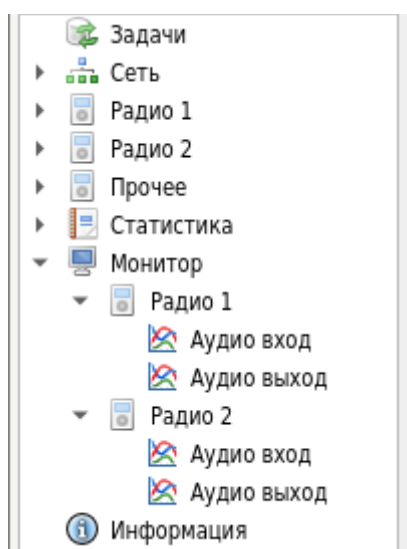 Задачи
Сеть
Радио 1
Радио 2
Прочее
Статистика
Монитор
Радио 1
Аудио вход
Аудио выход
Радио 2
Аудио вход
Аудио выход
Информация